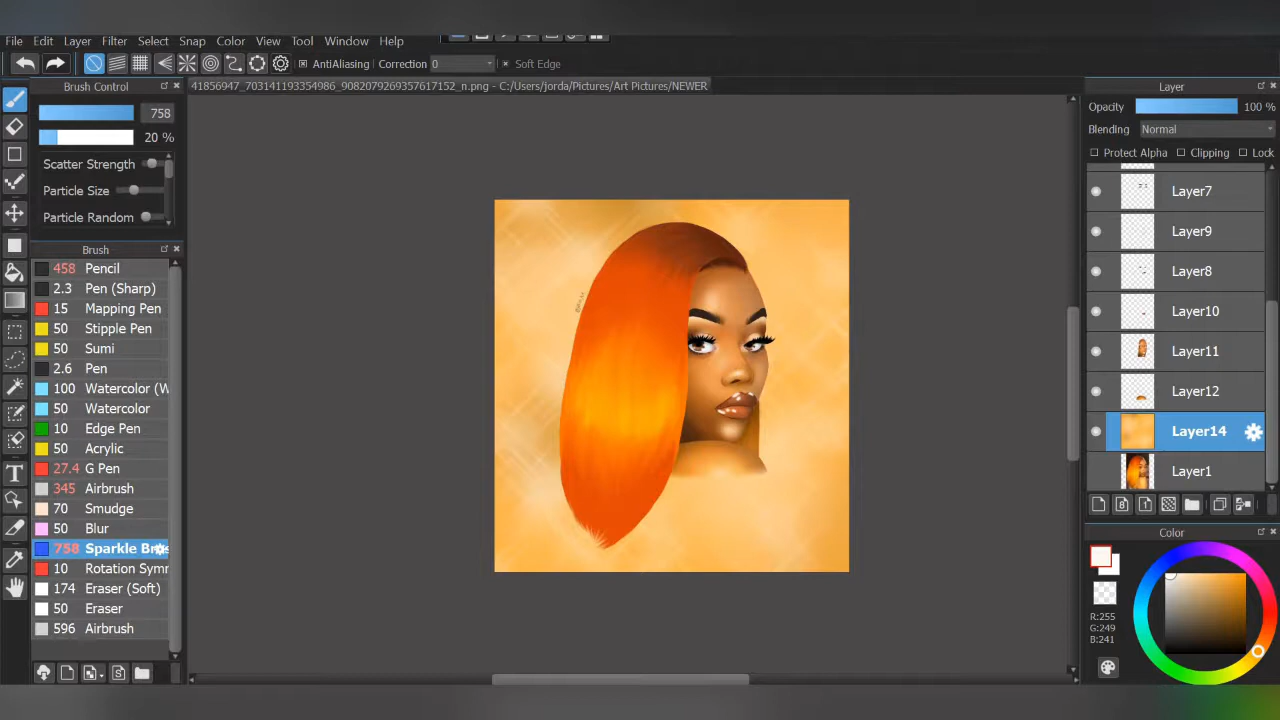 File Edit Layer Filter Select Snap Color View Tool Window Help
AntiAliasing Correction 0 Soft Edge
Brush Control
41856947_703141193354986_9082079269357617152_n.png - C:/Users/jorda/Pictures/Art Pictures/NEWER
758
20 %
Scatter Strength
Particle Size
Particle Random
Brush
458 Pencil
2.3 Pen (Sharp)
15 Mapping Pen
50 Stipple Pen
50 Sumi
2.6 Pen
100 Watercolor (W
50 Watercolor
10 Edge Pen
50 Acrylic
27.4 G Pen
345 Airbrush
70 Smudge
50 Blur
758 Sparkle Brus
10 Rotation Symm
174 Eraser (Soft)
50 Eraser
596 Airbrush
Layer
Opacity 100 %
Blending Normal
Protect Alpha Clipping Lock
Layer7
Layer9
Layer8
Layer10
Layer11
Layer12
Layer14
Layer1
Color
R:255
G:249
B:241